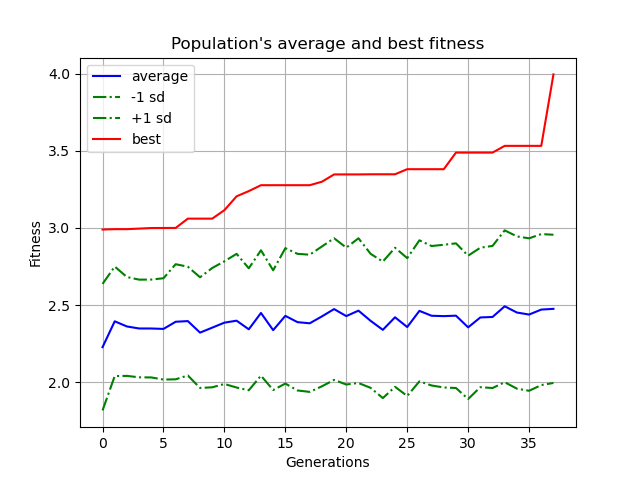 Population's average and best fitness
average
-1 sd
+1 sd
best
4.0
3.5
3.0
2.5
2.0
Fitness
0 5 10 15 20 25 30 35
Generations